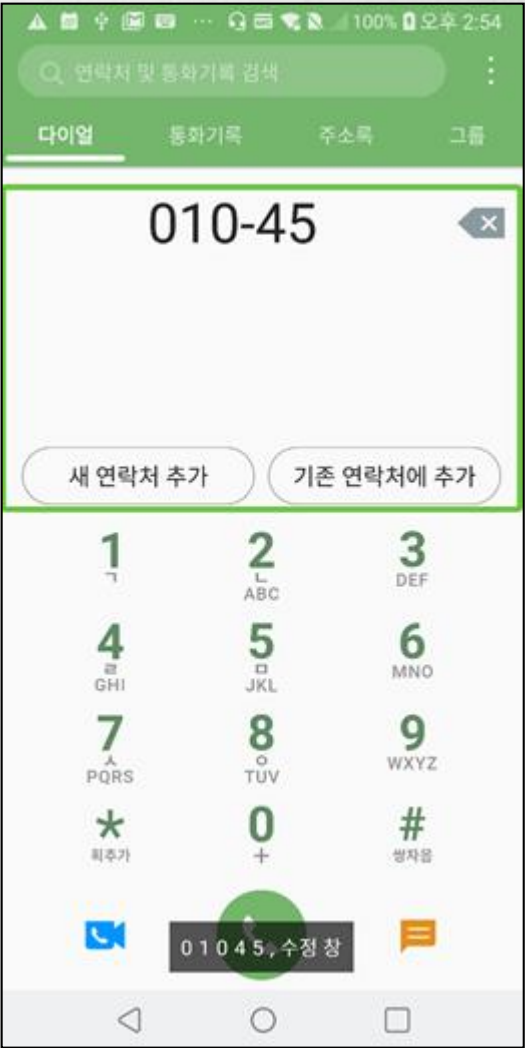 100% 오후 2:54
연락처 및 통화기록 검색
다이얼 통화기록 주소록 그룹
010-45
새 연락처 추가 기존 연락처에 추가
1 2 3
ㄱ ㄴ DEF
ABC
4 5 6
ㄹ ㅁ MNO
GHI JKL
7 8 9
ㅅ ㅇ WXYZ
PQRS TUV
* 0 #
획추가 + 쌍자음
0 1 0 4 5 , 수정 창